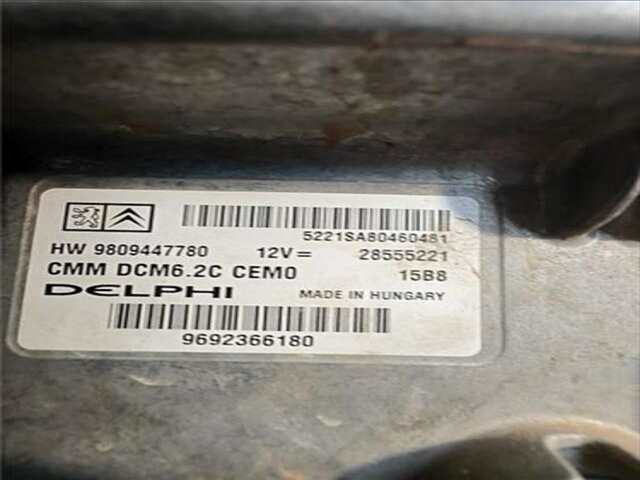 5221SA80460481
HW 9809447780 12V= 28555221
CMM DCM6.2C CEM0 15B8
DELPHI MADE IN HUNGARY
9692366180